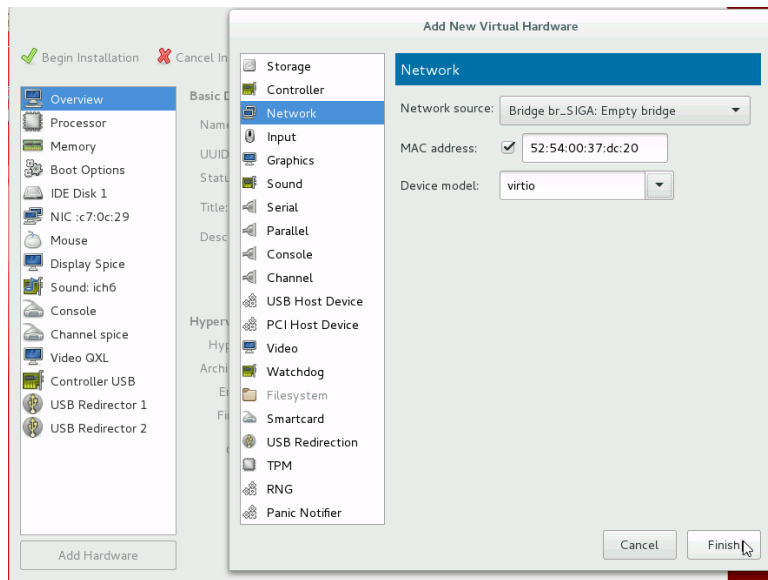 Add New Virtual Hardware
Begin Installation
Cancel In
Overview
Processor
Memory
Boot Options
IDE Disk 1
NIC :c7:0c:29
Mouse
Display Spice
Sound: ich6
Console
Channel spice
Video QXL
Controller USB
USB Redirector 1
USB Redirector 2
Add Hardware
Basic D
Name
UUID
Statu
Title:
Desc
Hyperv
Hyp
Archi
E
Fi
Storage
Controller
Network
Input
Graphics
Sound
Serial
Parallel
Console
Channel
USB Host Device
PCI Host Device
Video
Watchdog
Filesystem
Smartcard
USB Redirection
TPM
RNG
Panic Notifier
Network
Network source: Bridge br_SIGA: Empty bridge
MAC address: 52:54:00:37:dc:20
Device model: virtio
Cancel
Finish